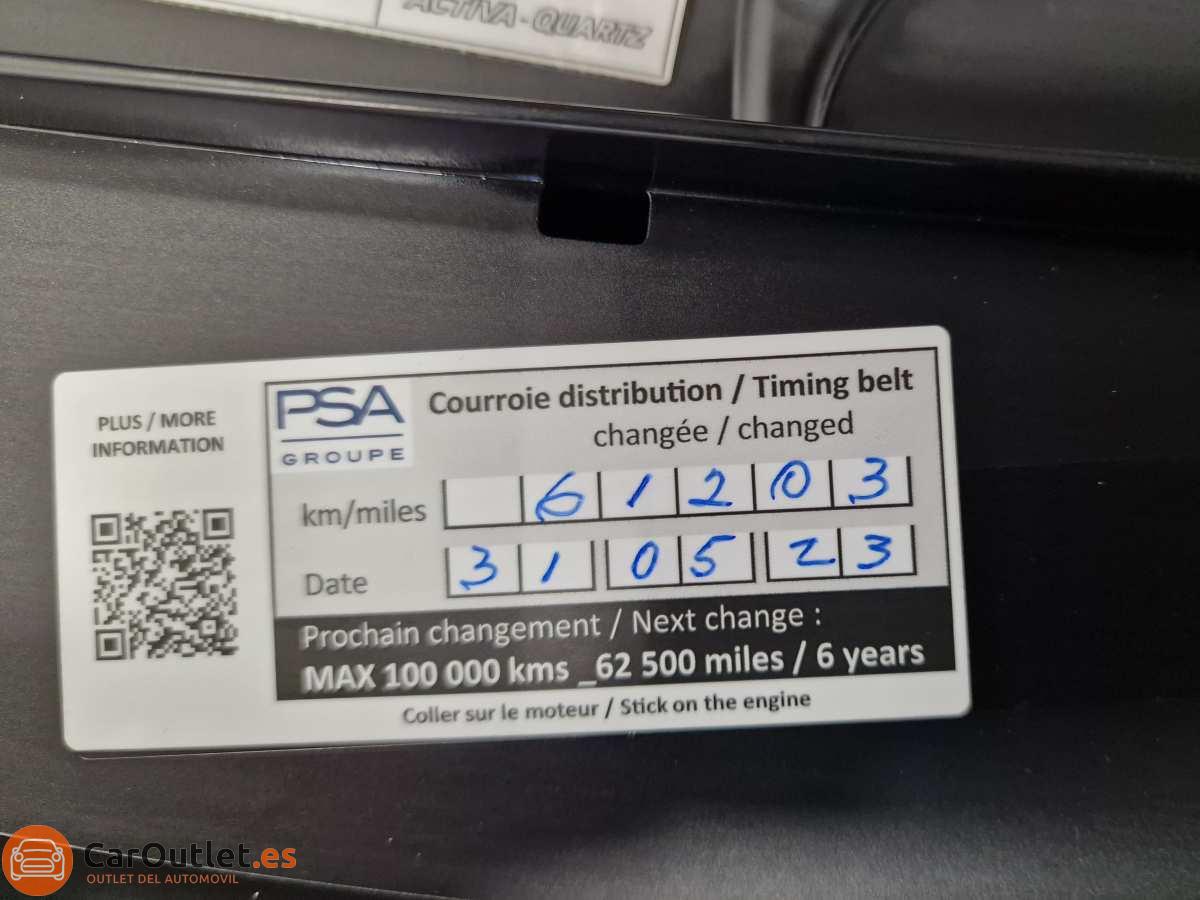 ACTIVA-QUARTZ
PLUS / MORE
INFORMATION
PSA
GROUPE
Courroie distribution / Timing belt
changée / changed
km/miles 61203
Date 31 05 23
Prochain changement / Next change :
MAX 100 000 kms _62 500 miles / 6 years
Coller sur le moteur / Stick on the engine
CarOutlet.es
OUTLET DEL AUTOMOVIL